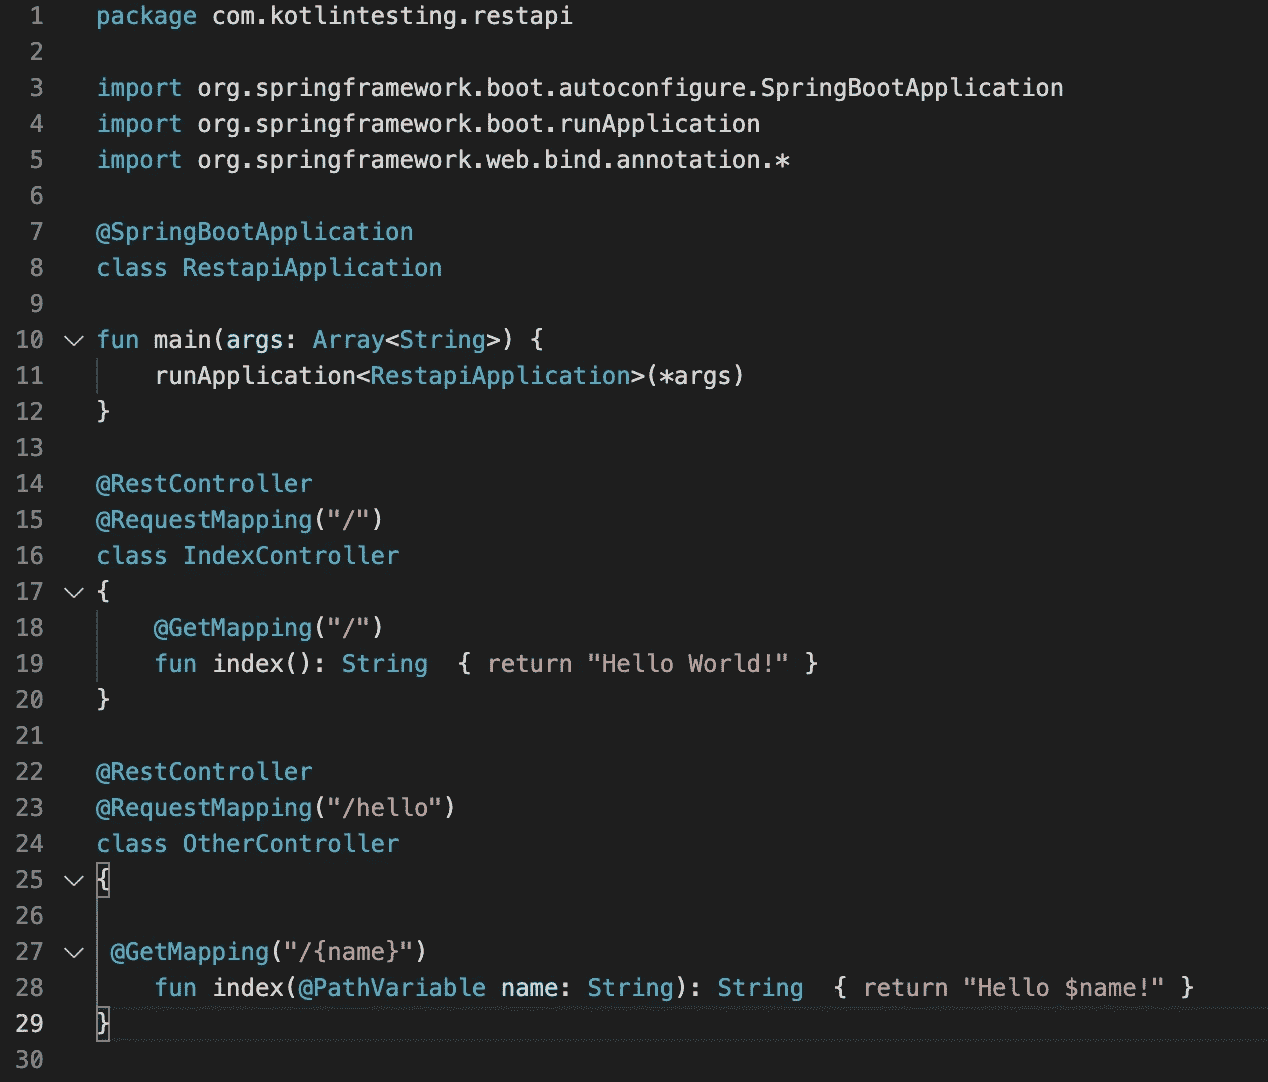 1 package com.kotlintesting.restapi
2
3 import org.springframework.boot.autoconfigure.SpringBootApplication
4 import org.springframework.boot.runApplication
5 import org.springframework.web.bind.annotation.*
6
7 @SpringBootApplication
8 class RestapiApplication
9
10 fun main(args: Array<String>) {
11     runApplication<RestapiApplication>(*args)
12 }
13
14 @RestController
15 @RequestMapping("/")
16 class IndexController
17 {
18     @GetMapping("/")
19     fun index(): String  { return "Hello World!" }
20 }
21
22 @RestController
23 @RequestMapping("/hello")
24 class OtherController
25 {
26
27  @GetMapping("/{name}")
28     fun index(@PathVariable name: String): String  { return "Hello $name!" }
29 }
30